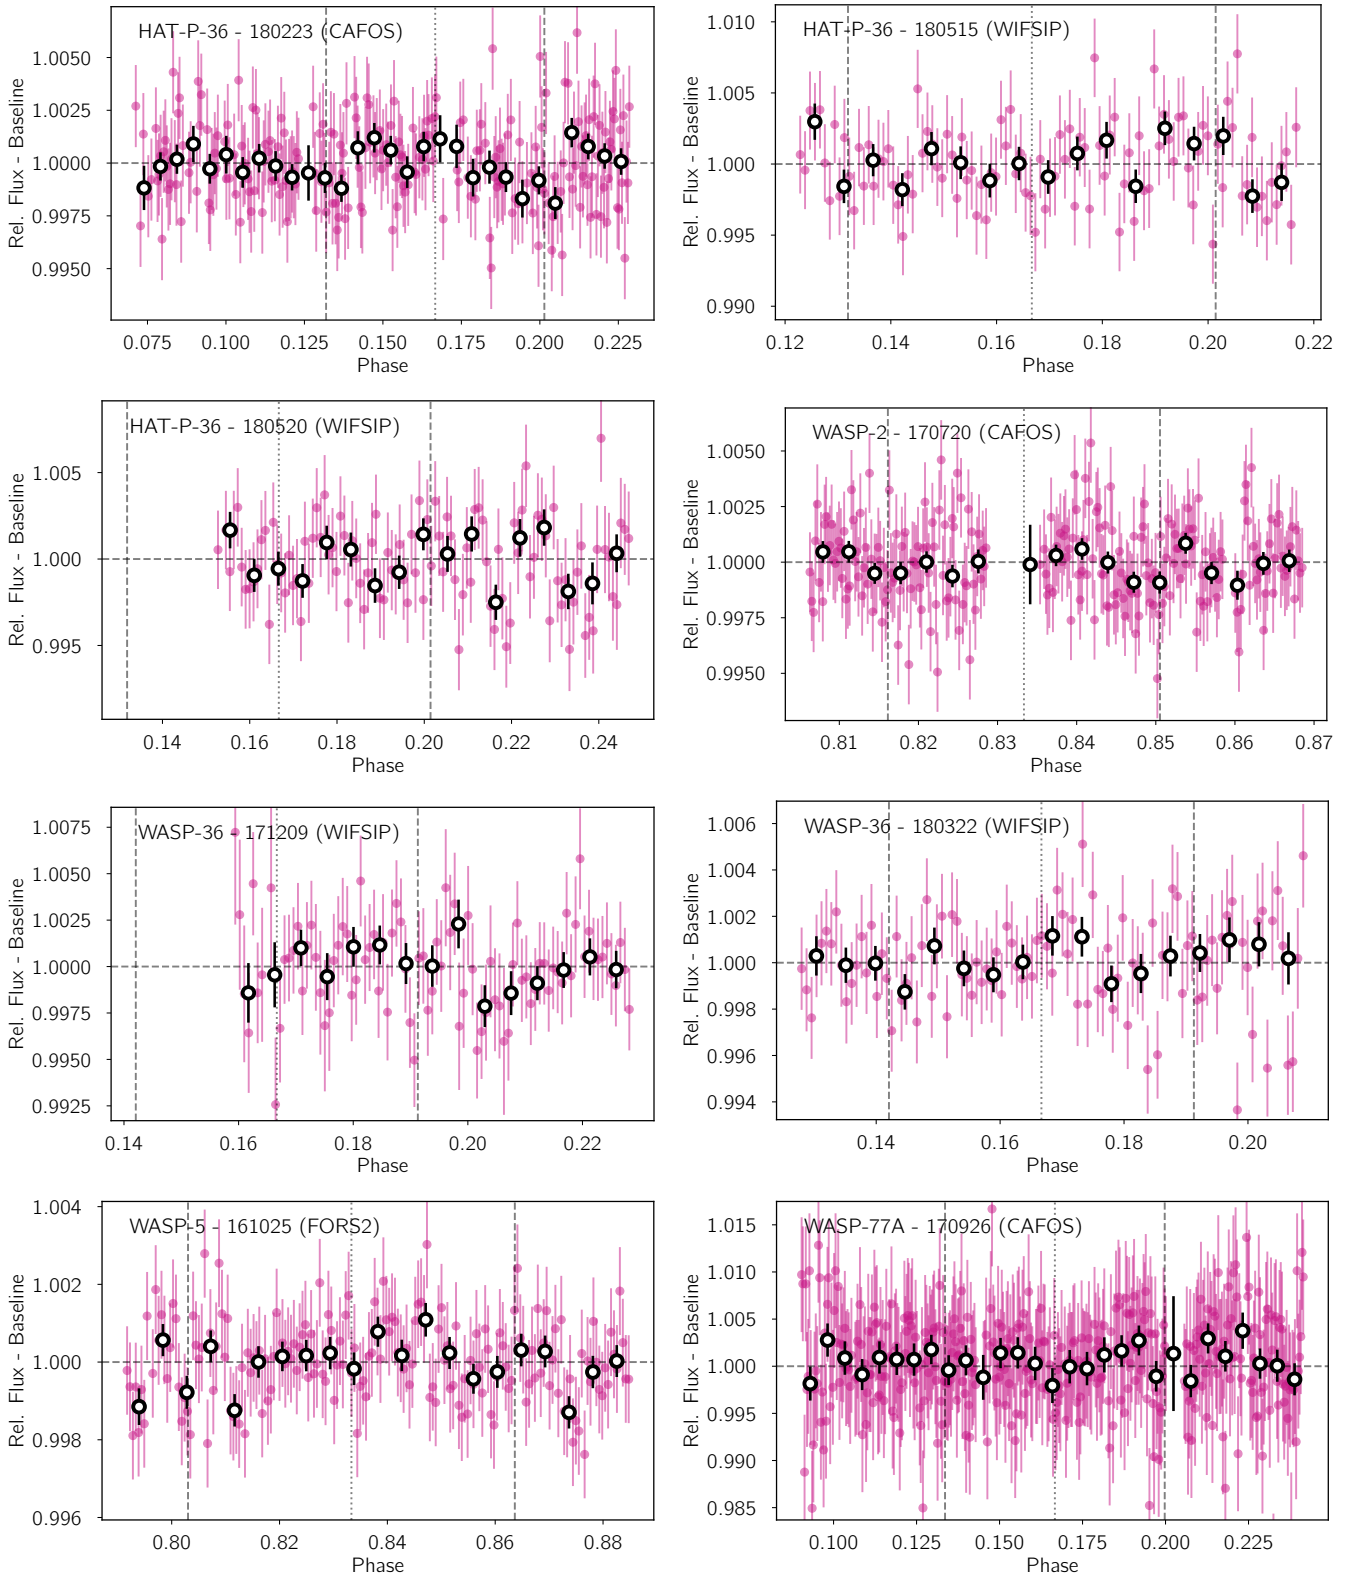 HAT-P-36 - 180223 (CAFOS)
Rel. Flux - Baseline
1.0050
1.0025
1.0000
0.9975
0.9950
0.075 0.100 0.125 0.150 0.175 0.200 0.225
Phase
HAT-P-36 - 180515 (WIFSIP)
Rel. Flux - Baseline
1.010
1.005
1.000
0.995
0.990
0.12 0.14 0.16 0.18 0.20 0.22
Phase
HAT-P-36 - 180520 (WIFSIP)
Rel. Flux - Baseline
1.005
1.000
0.995
0.14 0.16 0.18 0.20 0.22 0.24
Phase
WASP-2 - 170720 (CAFOS)
Rel. Flux - Baseline
1.0050
1.0025
1.0000
0.9975
0.9950
0.81 0.82 0.83 0.84 0.85 0.86 0.87
Phase
WASP-36 - 171209 (WIFSIP)
Rel. Flux - Baseline
1.0075
1.0050
1.0025
1.0000
0.9975
0.9950
0.9925
0.14 0.16 0.18 0.20 0.22
Phase
WASP-36 - 180322 (WIFSIP)
Rel. Flux - Baseline
1.006
1.004
1.002
1.000
0.998
0.996
0.994
0.14 0.16 0.18 0.20
Phase
WASP-5 - 161025 (FORS2)
Rel. Flux - Baseline
1.004
1.002
1.000
0.998
0.996
0.80 0.82 0.84 0.86 0.88
Phase
WASP-77A - 170926 (CAFOS)
Rel. Flux - Baseline
1.015
1.010
1.005
1.000
0.995
0.990
0.985
0.100 0.125 0.150 0.175 0.200 0.225
Phase